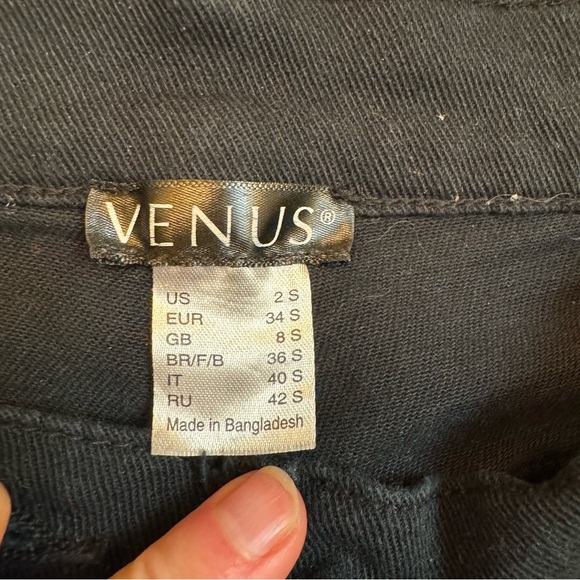 VENUS®
US 2 S
EUR 34 S
GB 8 S
BR/F/B 36 S
IT 40 S
RU 42 S
Made in Bangladesh